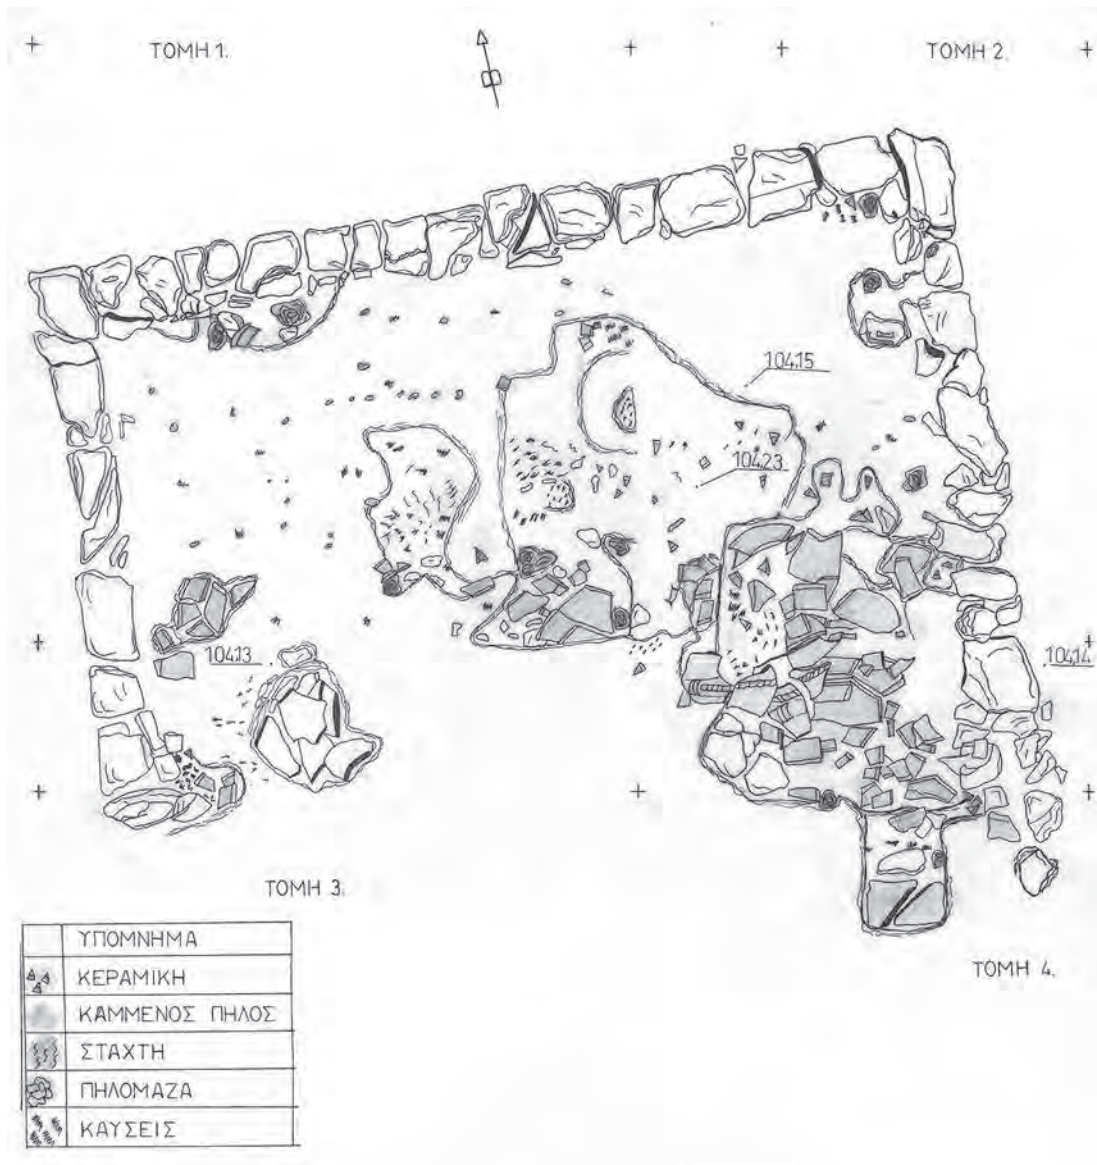 ΤΟΜΗ 1.
ΤΟΜΗ 2.
Β
104.15
104.23
104.13
104.14
ΤΟΜΗ 3.
ΤΟΜΗ 4.
ΥΠΟΜΝΗΜΑ
ΚΕΡΑΜΙΚΗ
ΚΑΜΜΕΝΟΣ ΠΗΛΟΣ
ΣΤΑΧΤΗ
ΠΗΛΟΜΑΖΑ
ΚΑΥΣΕΙΣ